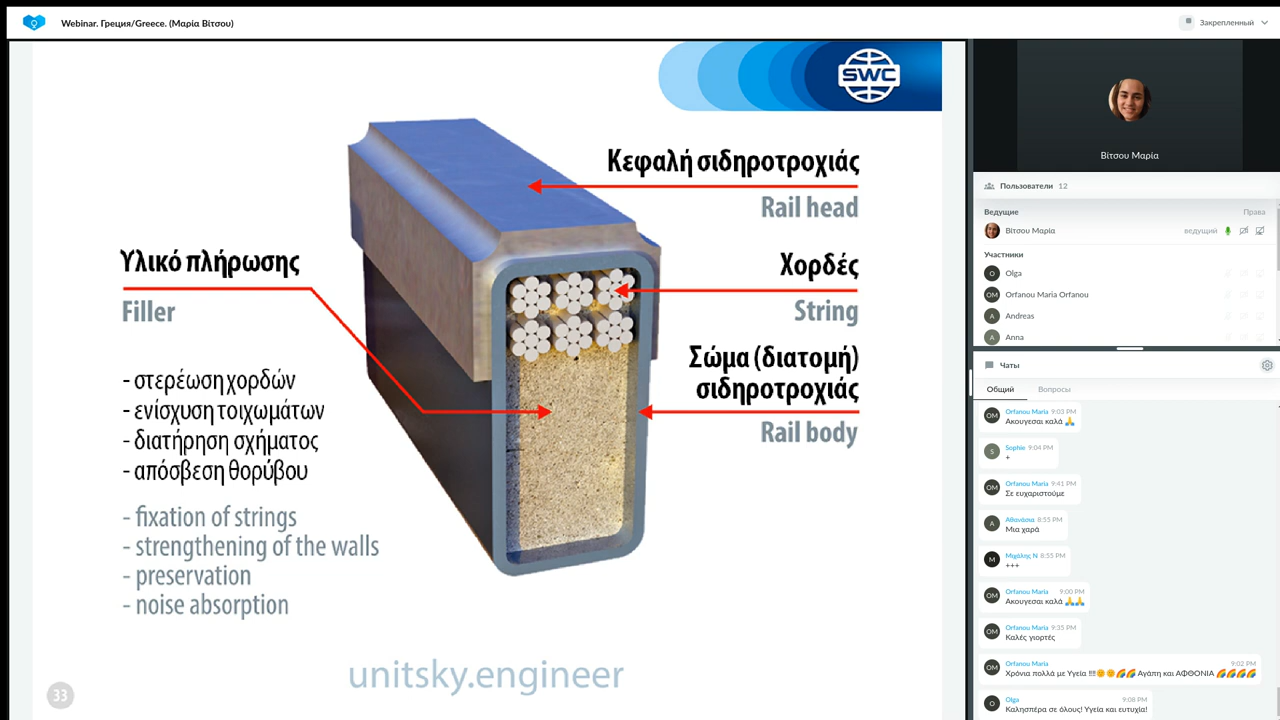 Webinar. Греция/Greece. (Μαρία Βίτσου)
Закрепленный
SWC
Κεφαλή σιδηροτροχιάς
Rail head
Υλικό πλήρωσης
Filler
Χορδές
String
Σώμα (διατομή)
σιδηροτροχιάς
Rail body
- στερέωση χορδών
- ενίσχυση τοιχωμάτων
- διατήρηση σχήματος
- απόσβεση θορύβου
- fixation of strings
- strengthening of the walls
- preservation
- noise absorption
unitsky.engineer
33
Βίτσου Μαρία
Пользователи 12
Ведущие Права
Βίτσου Μαρία ведущий
Участники
O Olga
OM Orfanou Maria Orfanou
A Andreas
A Anna
Чаты
Общий Вопросы
OM Orfanou Maria 9:03 PM
Ακουγεσαι καλά 🙏
S Sophie 9:04 PM
+
OM Orfanou Maria 9:41 PM
Σε ευχαριστούμε
A Αθανάσια 8:55 PM
Μια χαρά
M Μιχάλης Ν 8:55 PM
+++
OM Orfanou Maria 9:00 PM
Ακουγεσαι καλά 🙏🙏
OM Orfanou Maria 9:35 PM
Καλές γιορτές
OM Orfanou Maria 9:02 PM
Χρόνια πολλά με Υγεία !!!!🌞🌞🌈🌈 Αγάπη και ΑΦΘΟΝΙΑ 🌈🌈🌈🌈
O Olga 9:08 PM
Καλησπέρα σε όλους! Υγεία και ευτυχία!